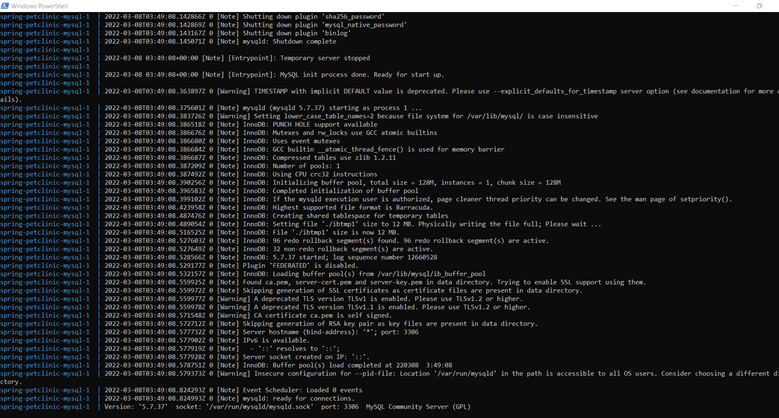 Windows PowerShell
spring-petclinic-mysql-1 | 2022-03-08T03:49:08.142866Z 0 [Note] Shutting down plugin 'sha256_password'
spring-petclinic-mysql-1 | 2022-03-08T03:49:08.142869Z 0 [Note] Shutting down plugin 'mysql_native_password'
spring-petclinic-mysql-1 | 2022-03-08T03:49:08.143167Z 0 [Note] Shutting down plugin 'binlog'
spring-petclinic-mysql-1 | 2022-03-08T03:49:08.145071Z 0 [Note] mysqld: Shutdown complete
spring-petclinic-mysql-1 |
spring-petclinic-mysql-1 | 2022-03-08 03:49:08+00:00 [Note] [Entrypoint]: Temporary server stopped
spring-petclinic-mysql-1 |
spring-petclinic-mysql-1 | 2022-03-08 03:49:08+00:00 [Note] [Entrypoint]: MySQL init process done. Ready for start up.
spring-petclinic-mysql-1 |
spring-petclinic-mysql-1 | 2022-03-08T03:49:08.363897Z 0 [Warning] TIMESTAMP with implicit DEFAULT value is deprecated. Please use --explicit_defaults_for_timestamp server option (see documentation for more
ails).
spring-petclinic-mysql-1 | 2022-03-08T03:49:08.375601Z 0 [Note] mysqld (mysqld 5.7.37) starting as process 1 ...
spring-petclinic-mysql-1 | 2022-03-08T03:49:08.383726Z 0 [Warning] Setting lower_case_table_names=2 because file system for /var/lib/mysql/ is case insensitive
spring-petclinic-mysql-1 | 2022-03-08T03:49:08.386518Z 0 [Note] InnoDB: PUNCH HOLE support available
spring-petclinic-mysql-1 | 2022-03-08T03:49:08.386676Z 0 [Note] InnoDB: Mutexes and rw_locks use GCC atomic builtins
spring-petclinic-mysql-1 | 2022-03-08T03:49:08.386680Z 0 [Note] InnoDB: Uses event mutexes
spring-petclinic-mysql-1 | 2022-03-08T03:49:08.386684Z 0 [Note] InnoDB: GCC builtin __atomic_thread_fence() is used for memory barrier
spring-petclinic-mysql-1 | 2022-03-08T03:49:08.386687Z 0 [Note] InnoDB: Compressed tables use zlib 1.2.11
spring-petclinic-mysql-1 | 2022-03-08T03:49:08.387209Z 0 [Note] InnoDB: Number of pools: 1
spring-petclinic-mysql-1 | 2022-03-08T03:49:08.387492Z 0 [Note] InnoDB: Using CPU crc32 instructions
spring-petclinic-mysql-1 | 2022-03-08T03:49:08.390256Z 0 [Note] InnoDB: Initializing buffer pool, total size = 128M, instances = 1, chunk size = 128M
spring-petclinic-mysql-1 | 2022-03-08T03:49:08.396583Z 0 [Note] InnoDB: Completed initialization of buffer pool
spring-petclinic-mysql-1 | 2022-03-08T03:49:08.399102Z 0 [Note] InnoDB: If the mysqld execution user is authorized, page cleaner thread priority can be changed. See the man page of setpriority().
spring-petclinic-mysql-1 | 2022-03-08T03:49:08.423958Z 0 [Note] InnoDB: Highest supported file format is Barracuda.
spring-petclinic-mysql-1 | 2022-03-08T03:49:08.487476Z 0 [Note] InnoDB: Creating shared tablespace for temporary tables
spring-petclinic-mysql-1 | 2022-03-08T03:49:08.489054Z 0 [Note] InnoDB: Setting file './ibtmp1' size to 12 MB. Physically writing the file full; Please wait ...
spring-petclinic-mysql-1 | 2022-03-08T03:49:08.516525Z 0 [Note] InnoDB: File './ibtmp1' size is now 12 MB.
spring-petclinic-mysql-1 | 2022-03-08T03:49:08.527603Z 0 [Note] InnoDB: 96 redo rollback segment(s) found. 96 redo rollback segment(s) are active.
spring-petclinic-mysql-1 | 2022-03-08T03:49:08.527649Z 0 [Note] InnoDB: 32 non-redo rollback segment(s) are active.
spring-petclinic-mysql-1 | 2022-03-08T03:49:08.528566Z 0 [Note] InnoDB: 5.7.37 started; log sequence number 12660528
spring-petclinic-mysql-1 | 2022-03-08T03:49:08.529177Z 0 [Note] Plugin 'FEDERATED' is disabled.
spring-petclinic-mysql-1 | 2022-03-08T03:49:08.532157Z 0 [Note] InnoDB: Loading buffer pool(s) from /var/lib/mysql/ib_buffer_pool
spring-petclinic-mysql-1 | 2022-03-08T03:49:08.559925Z 0 [Note] Found ca.pem, server-cert.pem and server-key.pem in data directory. Trying to enable SSL support using them.
spring-petclinic-mysql-1 | 2022-03-08T03:49:08.559972Z 0 [Note] Skipping generation of SSL certificates as certificate files are present in data directory.
spring-petclinic-mysql-1 | 2022-03-08T03:49:08.559977Z 0 [Warning] A deprecated TLS version TLSv1 is enabled. Please use TLSv1.2 or higher.
spring-petclinic-mysql-1 | 2022-03-08T03:49:08.559978Z 0 [Warning] A deprecated TLS version TLSv1.1 is enabled. Please use TLSv1.2 or higher.
spring-petclinic-mysql-1 | 2022-03-08T03:49:08.571548Z 0 [Warning] CA certificate ca.pem is self signed.
spring-petclinic-mysql-1 | 2022-03-08T03:49:08.572712Z 0 [Note] Skipping generation of RSA key pair as key files are present in data directory.
spring-petclinic-mysql-1 | 2022-03-08T03:49:08.577732Z 0 [Note] Server hostname (bind-address): '*'; port: 3306
spring-petclinic-mysql-1 | 2022-03-08T03:49:08.577902Z 0 [Note] IPv6 is available.
spring-petclinic-mysql-1 | 2022-03-08T03:49:08.577919Z 0 [Note]   - '::' resolves to '::';
spring-petclinic-mysql-1 | 2022-03-08T03:49:08.577928Z 0 [Note] Server socket created on IP: '::'.
spring-petclinic-mysql-1 | 2022-03-08T03:49:08.578751Z 0 [Note] InnoDB: Buffer pool(s) load completed at 220308  3:49:08
spring-petclinic-mysql-1 | 2022-03-08T03:49:08.579373Z 0 [Warning] Insecure configuration for --pid-file: Location '/var/run/mysqld' in the path is accessible to all OS users. Consider choosing a different di
ctory.
spring-petclinic-mysql-1 | 2022-03-08T03:49:08.824293Z 0 [Note] Event Scheduler: Loaded 0 events
spring-petclinic-mysql-1 | 2022-03-08T03:49:08.824993Z 0 [Note] mysqld: ready for connections.
spring-petclinic-mysql-1 | Version: '5.7.37'  socket: '/var/run/mysqld/mysqld.sock'  port: 3306  MySQL Community Server (GPL)